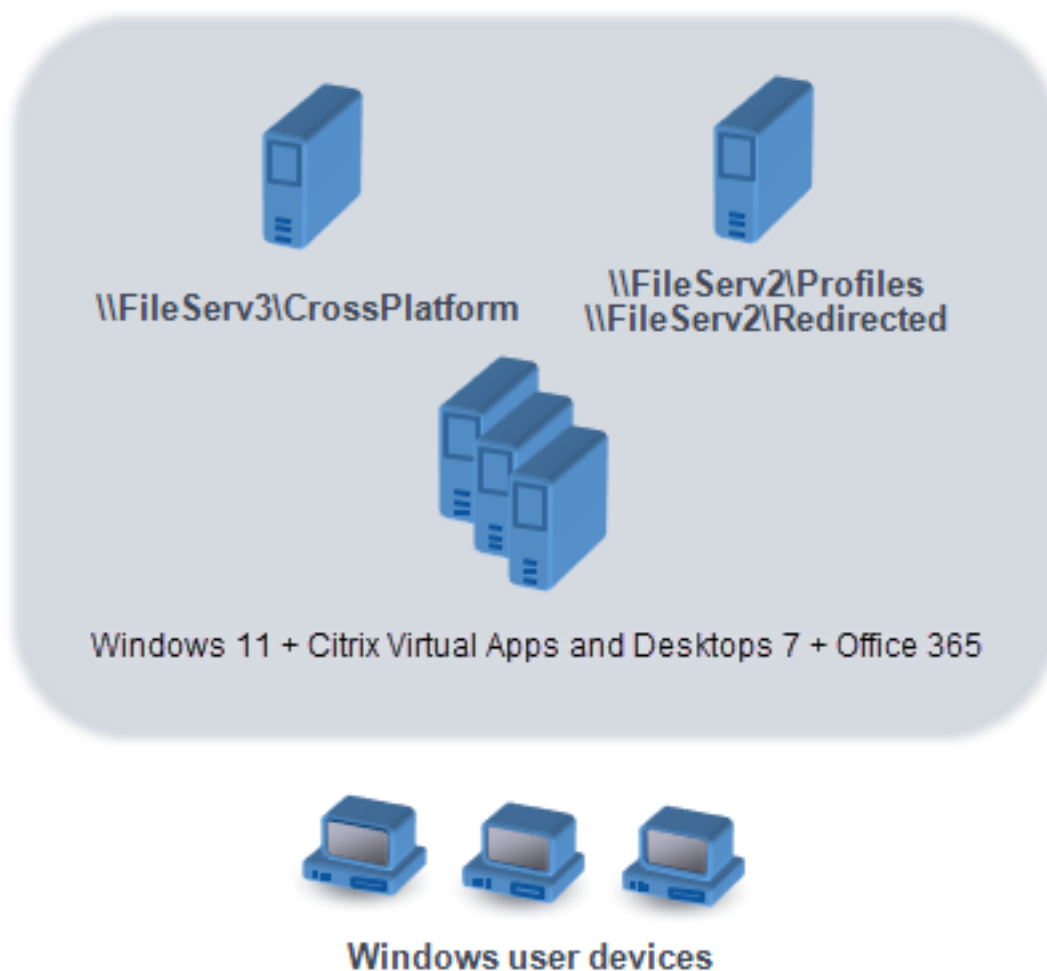 \\FileServ3\CrossPlatform
\\FileServ2\Profiles
\\FileServ2\Redirected
Windows 11 + Citrix Virtual Apps and Desktops 7 + Office 365
Windows user devices